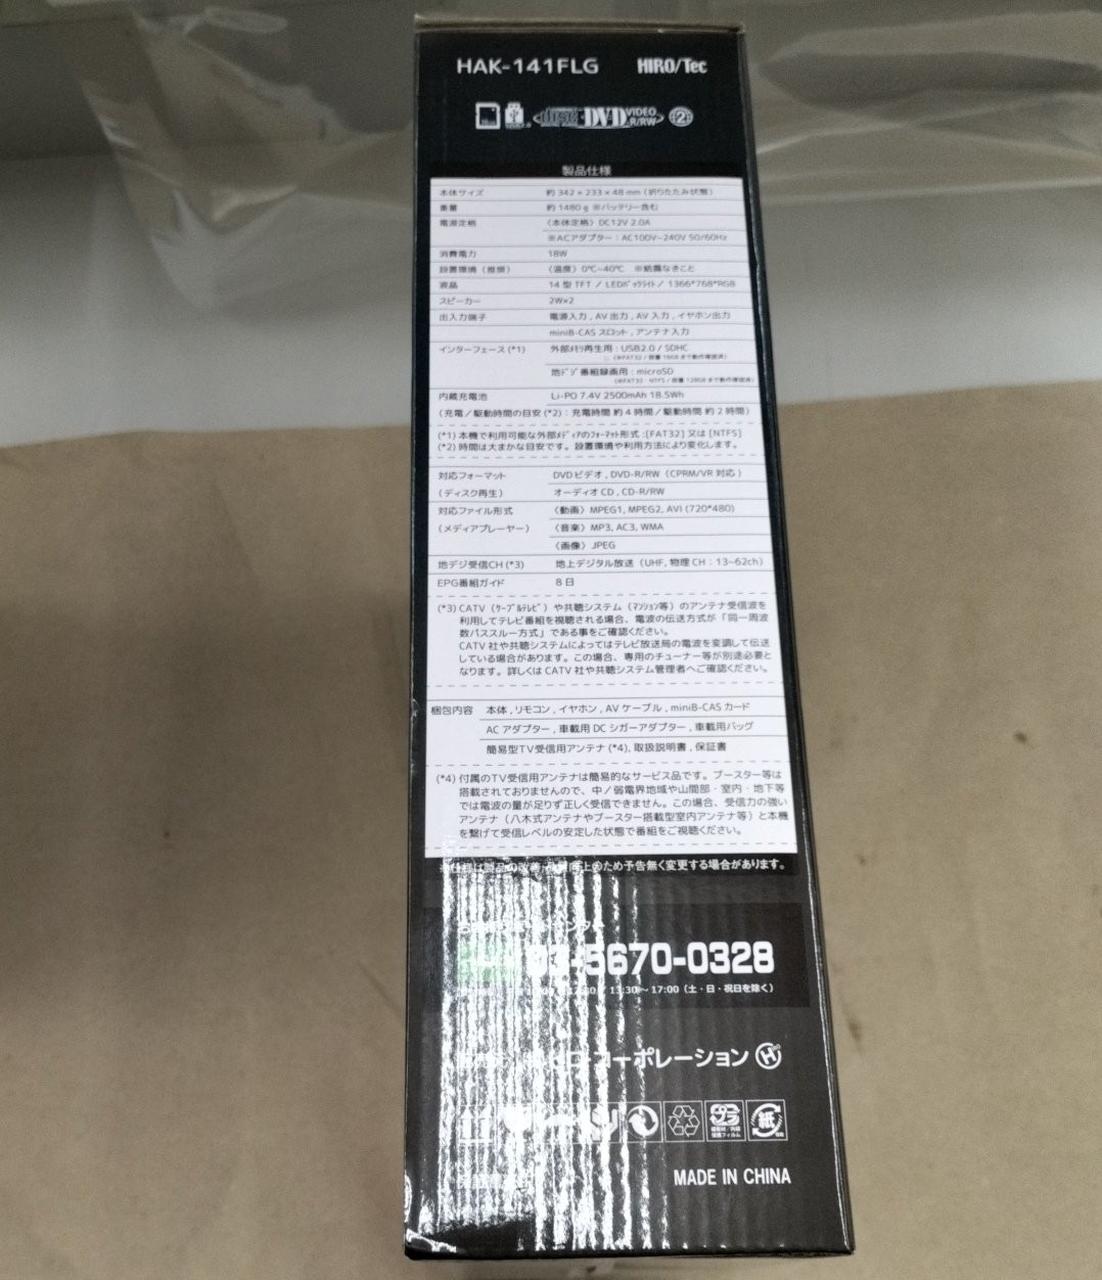 HAK-141FLG HIRO/Tec
DVD VIDEO
R/RW
製品仕様
本体サイズ 約 342 × 233 × 48 mm（折りたたみ状態）
重量 約 1480 g ※バッテリー含む
電源定格 〈本体定格〉DC12V 2.0A
※ACアダプター：AC100V~240V 50/60Hz
消費電力 18W
設置環境（推奨） 〈温度〉0℃~40℃ ※結露なきこと
液晶 14 型 TFT / LEDﾊﾞｯｸﾗｲﾄ / 1366*768*RGB
スピーカー 2W×2
出入力端子 電源入力 , AV 出力 , AV 入力 , イヤホン出力
miniB-CAS スロット , アンテナ入力
インターフェース (*1) 外部ﾒﾓﾘ再生用 : USB2.0 / SDHC
地ﾃﾞｼﾞ番組録画用 : microSD
内蔵充電池 Li-PO 7.4V 2500mAh 18.5Wh
（充電／駆動時間の目安 (*2)：充電時間 約 4 時間／駆動時間 約 2 時間）
(*1) 本機で利用可能な外部ﾒﾃﾞｨｱのﾌｫｰﾏｯﾄ形式 :[FAT32] 又は [NTFS]
(*2) 時間は大まかな目安です。設置環境や利用方法により変化します。
対応フォーマット DVD ビデオ , DVD-R/RW（CPRM/VR 対応）
（ディスク再生） オーディオ CD , CD-R/RW
対応ファイル形式 〈動画〉MPEG1, MPEG2, AVI (720*480)
（メディアプレーヤー） 〈音楽〉MP3, AC3, WMA
〈画像〉JPEG
地デジ受信CH (*3) 地上デジタル放送（UHF, 物理 CH：13~62ch）
EPG番組ガイド 8 日
(*3) CATV（ｹｰﾌﾞﾙﾃﾚﾋﾞ）や共聴システム（ﾏﾝｼｮﾝ等）のアンテナ受信波を
利用してテレビ番組を視聴される場合、電波の伝送方式が「同一周波
数パススルー方式」である事をご確認ください。
CATV 社や共聴システムによってはテレビ放送局の電波を変調して伝送
している場合があります。この場合、専用のチューナー等が別途必要と
なります。詳しくは CATV 社や共聴システム管理者へご確認ください。
梱包内容 本体 , リモコン , イヤホン , AV ケーブル , miniB-CAS カード
AC アダプター , 車載用 DC シガーアダプター , 車載用バッグ
簡易型TV受信用アンテナ (*4), 取扱説明書 , 保証書
(*4) 付属のTV受信用アンテナは簡易的なサービス品です。ブースター等は
搭載されておりませんので、中／弱電界地域や山間部・室内・地下等
では電波の量が足りず正しく受信できません。この場合、受信力の強い
アンテナ（八木式アンテナやブースター搭載型室内アンテナ等）と本機
を繋げて受信レベルの安定した状態で番組をご視聴ください。
仕様は製品の改善・ 向上のため予告無く変更する場合があります。
03-5670-0328
13:30～17:00（土・日・祝日を除く）
コーポレーション
プラ
紙
MADE IN CHINA